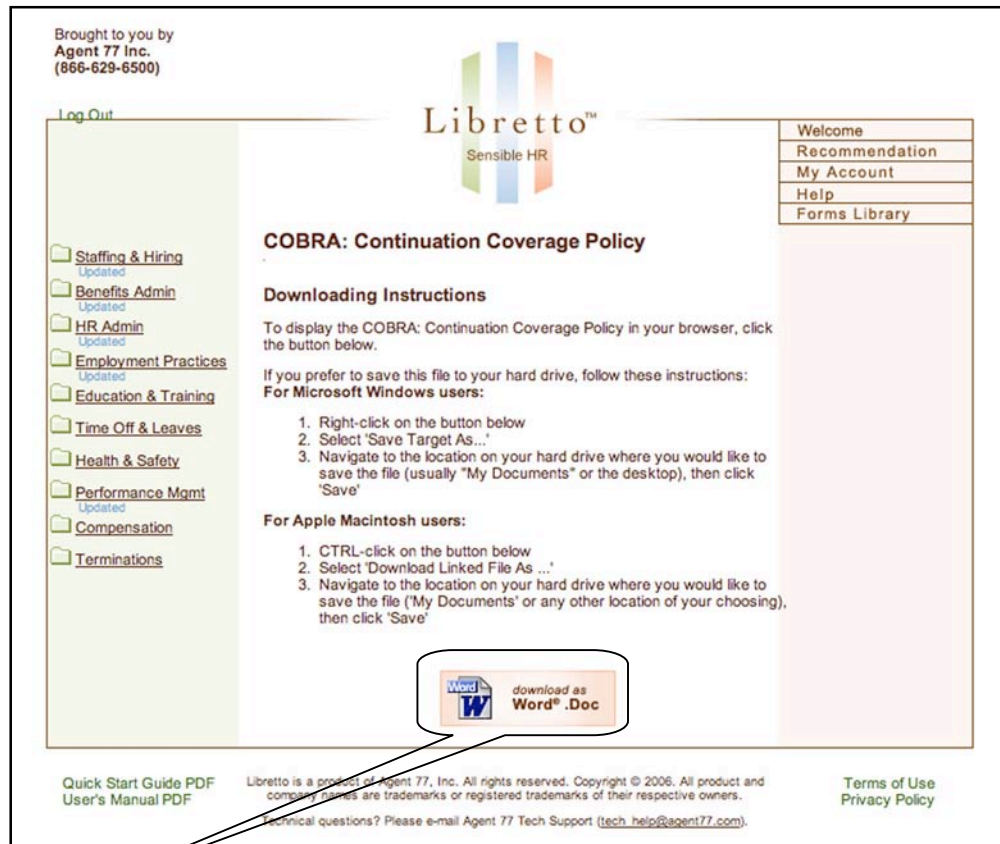 Brought to you by
Agent 77 Inc.
(866-629-6500)
Log Out
Libretto™
Sensible HR
Welcome
Recommendation
My Account
Help
Forms Library
Staffing & Hiring
Updated
Benefits Admin
Updated
HR Admin
Updated
Employment Practices
Updated
Education & Training
Time Off & Leaves
Health & Safety
Performance Mgmt
Updated
Compensation
Terminations
COBRA: Continuation Coverage Policy
Downloading Instructions
To display the COBRA: Continuation Coverage Policy in your browser, click
the button below.
If you prefer to save this file to your hard drive, follow these instructions:
For Microsoft Windows users:
1. Right-click on the button below
2. Select 'Save Target As...'
3. Navigate to the location on your hard drive where you would like to
save the file (usually "My Documents" or the desktop), then click
'Save'
For Apple Macintosh users:
1. CTRL-click on the button below
2. Select 'Download Linked File As ...'
3. Navigate to the location on your hard drive where you would like to
save the file ('My Documents' or any other location of your choosing),
then click 'Save'
Word
W
download as
Word® .Doc
Quick Start Guide PDF
User's Manual PDF
Libretto is a product of Agent 77, Inc. All rights reserved. Copyright © 2006. All product and
company names are trademarks or registered trademarks of their respective owners.
Technical questions? Please e-mail Agent 77 Tech Support (tech_help@agent77.com).
Terms of Use
Privacy Policy